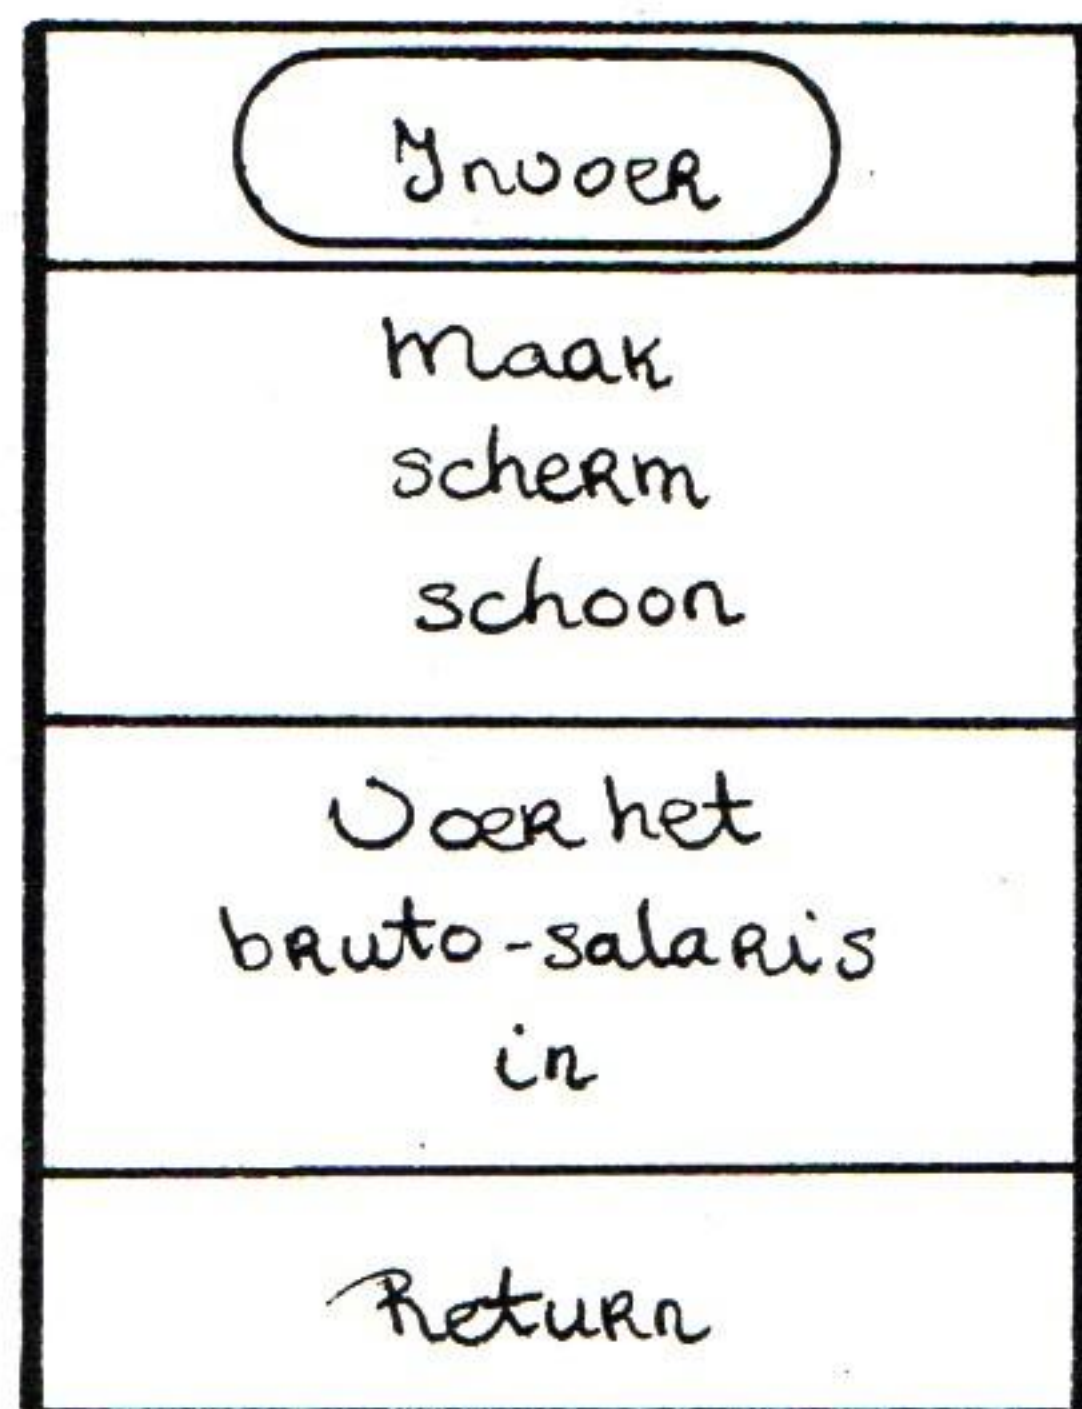 Invoer
Maak
scherm
schoon
Voer het
bruto-salaris
in
Return